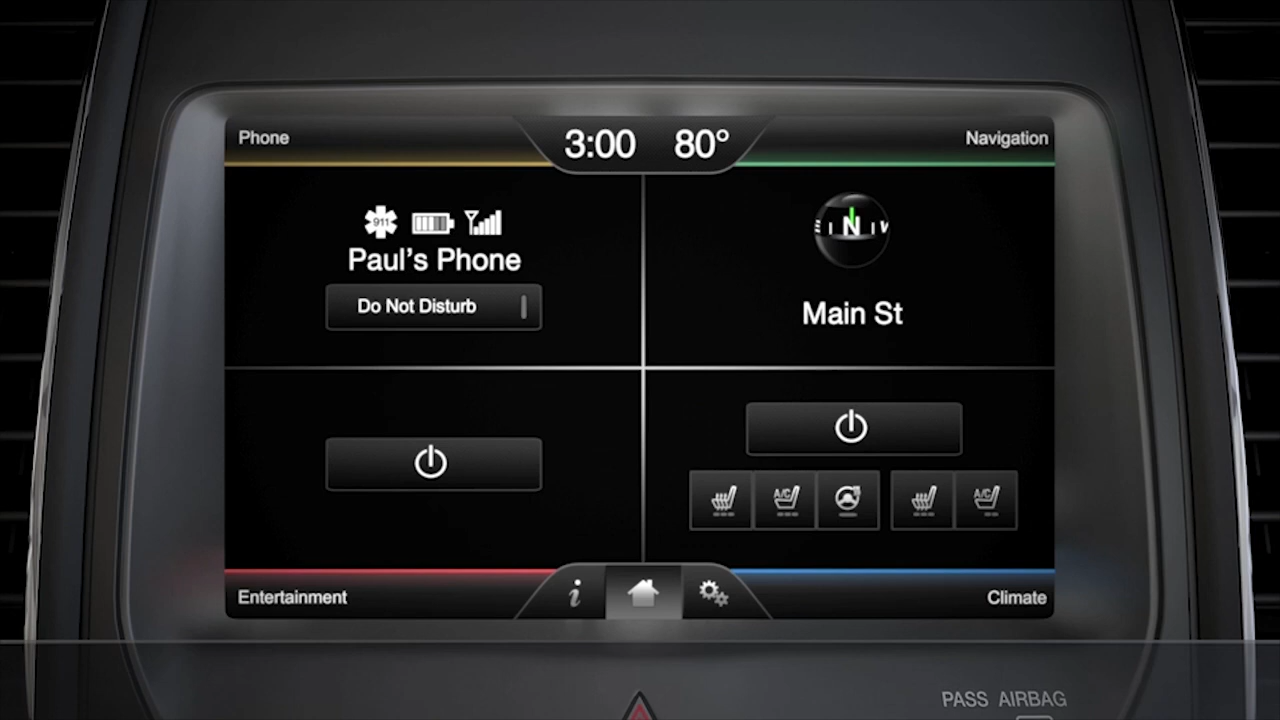 Phone
3:00 80°
Navigation
911
Paul's Phone
Do Not Disturb
E N W
Main St
A/C
A/C
Entertainment
i
Climate
PASS AIRBAG